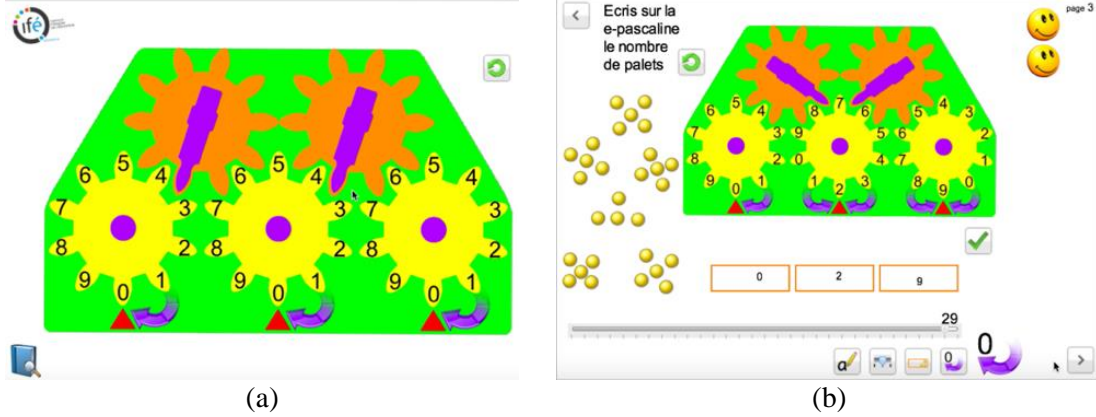 ifé
5 5 5
6 4 6 4 6 4
7 3 7 3 7 3
8 2 8 2 8 2
9 1 9 1 9 1
0 0 0
(a)
Ecris sur la
e-pascaline
le nombre
de palets
page 3
5 7 4
6 4 8 6 5 3
7 3 9 5 6 2
8 2 0 4 7 1
9 1 1 3 8 0
0 2 9
0 2 9
29
a
0
0
(b)